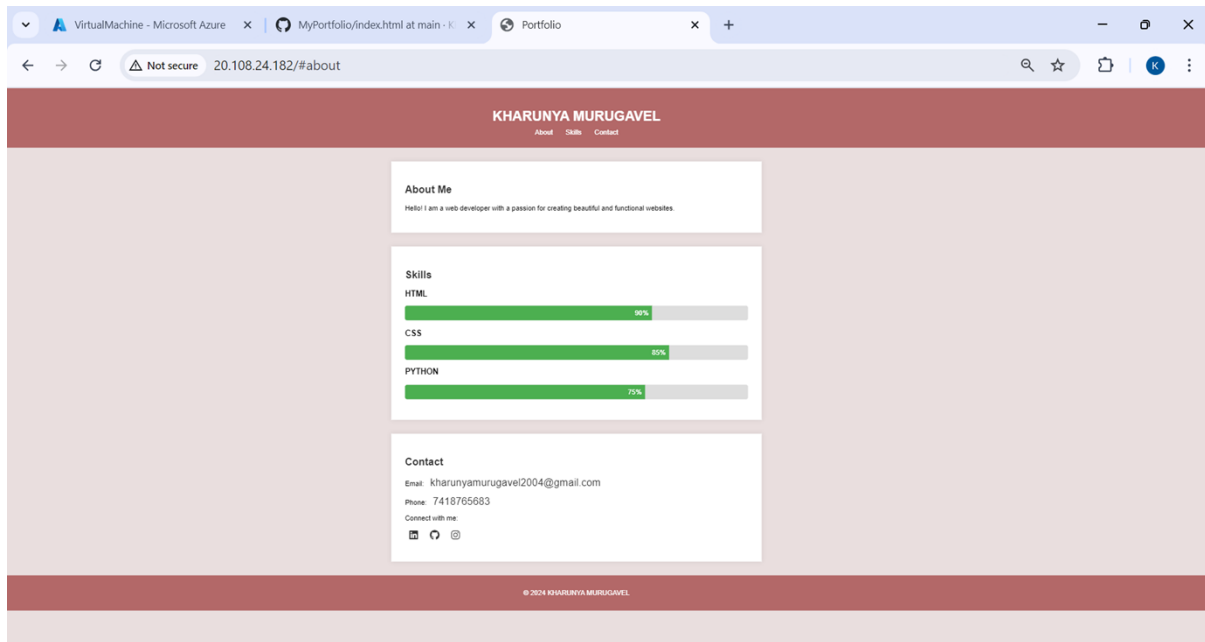 VirtualMachine - Microsoft Azure
MyPortfolio/index.html at main · K
Portfolio
Not secure 20.108.24.182/#about
K
KHARUNYA MURUGAVEL
About Skills Contact
About Me
Hello! I am a web developer with a passion for creating beautiful and functional websites.
Skills
HTML
90%
CSS
85%
PYTHON
75%
Contact
Email: kharunyamurugavel2004@gmail.com
Phone: 7418765683
Connect with me:
© 2024 KHARUNYA MURUGAVEL